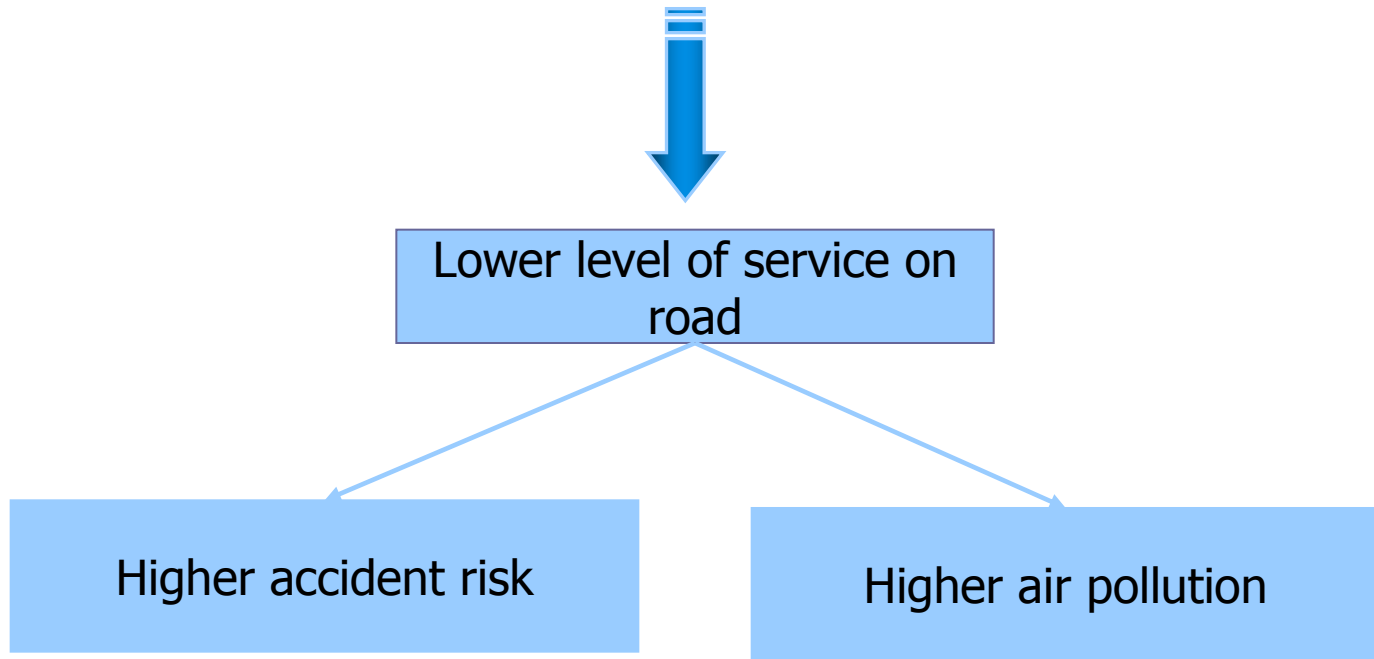 Lower level of service on
road
Higher accident risk
Higher air pollution